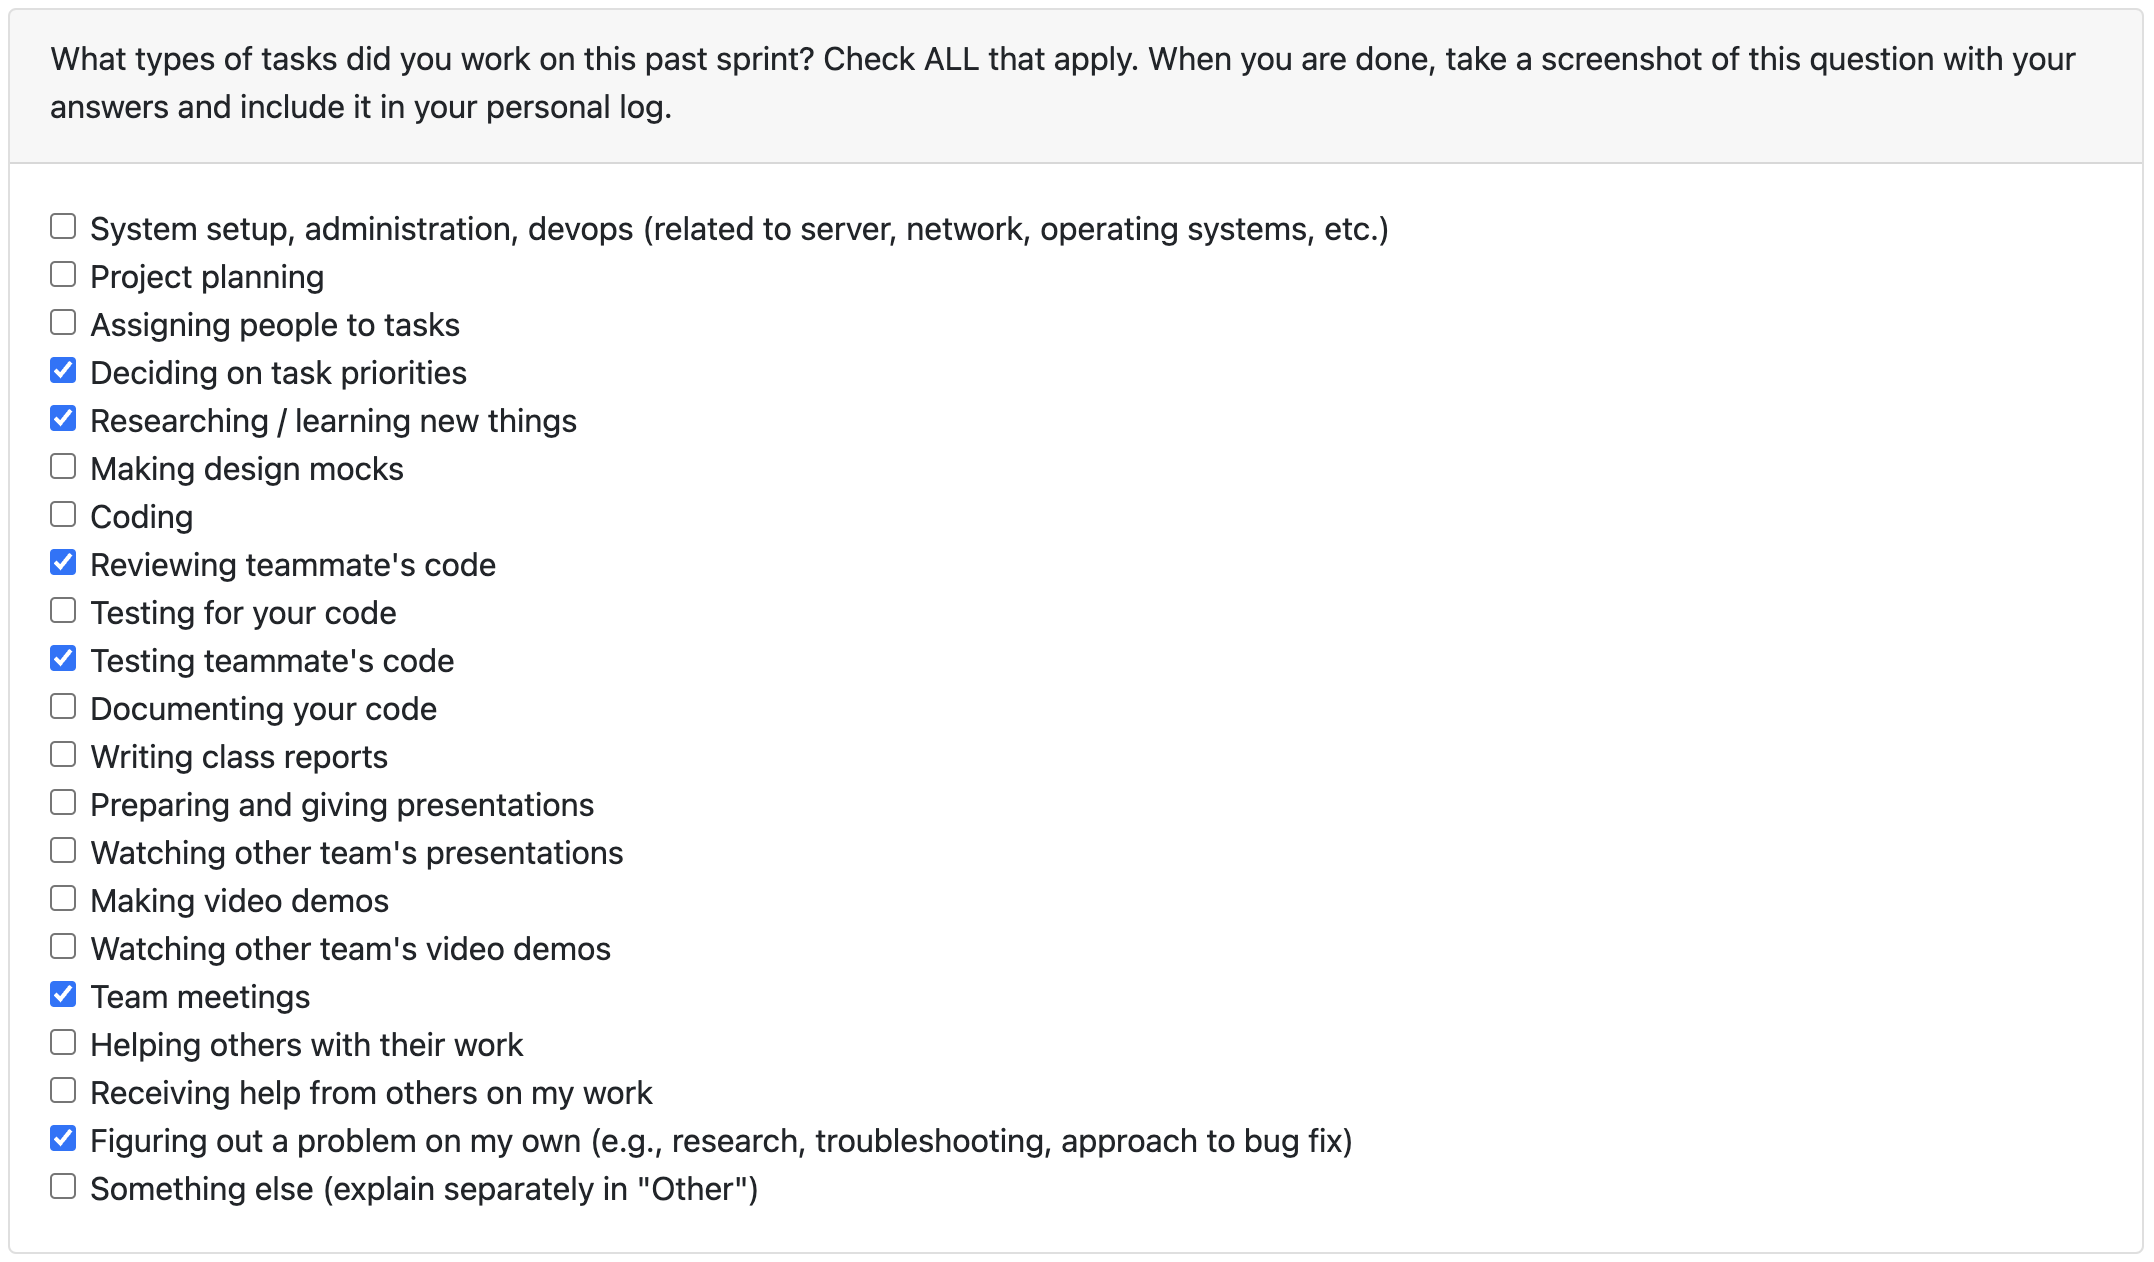 What types of tasks did you work on this past sprint? Check ALL that apply. When you are done, take a screenshot of this question with your
answers and include it in your personal log.
System setup, administration, devops (related to server, network, operating systems, etc.)
Project planning
Assigning people to tasks
Deciding on task priorities
Researching / learning new things
Making design mocks
Coding
Reviewing teammate's code
Testing for your code
Testing teammate's code
Documenting your code
Writing class reports
Preparing and giving presentations
Watching other team's presentations
Making video demos
Watching other team's video demos
Team meetings
Helping others with their work
Receiving help from others on my work
Figuring out a problem on my own (e.g., research, troubleshooting, approach to bug fix)
Something else (explain separately in "Other")